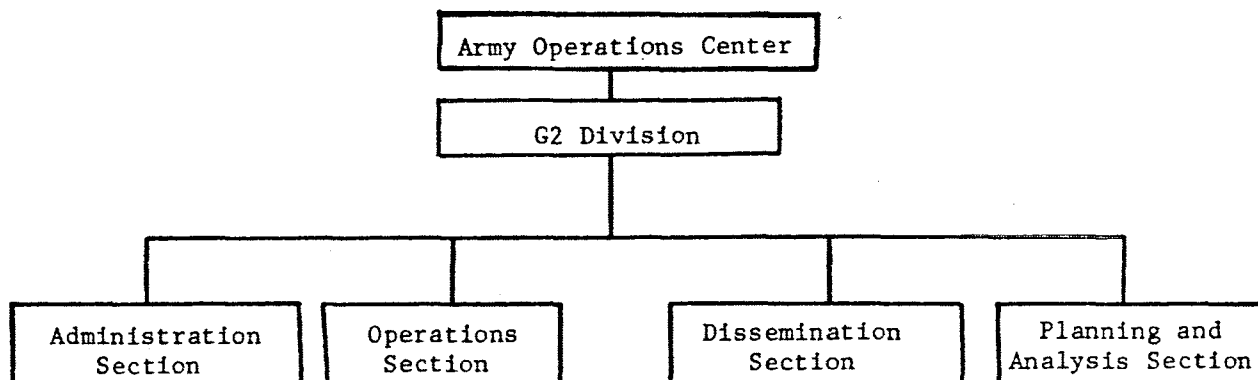 Army Operations Center
G2 Division
Administration
Section
Operations
Section
Dissemination
Section
Planning and
Analysis Section